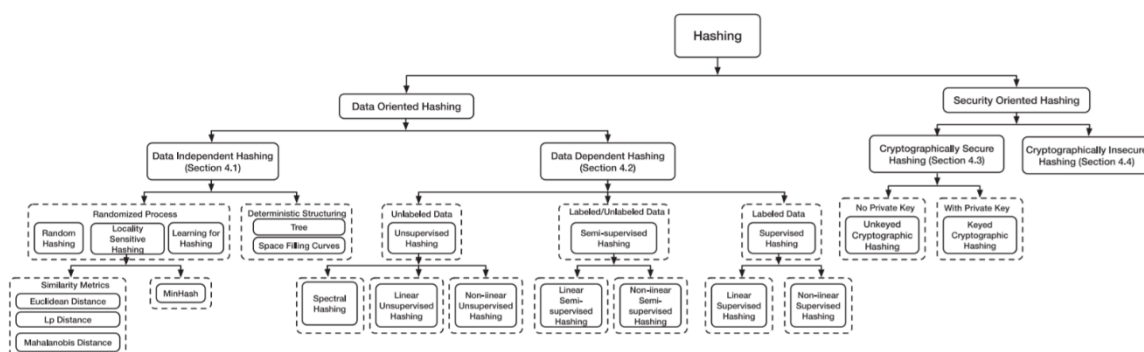 Hashing
Data Oriented Hashing
Security Oriented Hashing
Data Independent Hashing
(Section 4.1)
Data Dependent Hashing
(Section 4.2)
Cryptographically Secure
Hashing (Section 4.3)
Cryptographically Insecure
Hashing (Section 4.4)
Randomized Process
Random
Hashing
Locality
Sensitive
Hashing
Learning for
Hashing
Deterministic Structuring
Tree
Space Filling Curves
Unlabeled Data
Unsupervised
Hashing
Labeled/Unlabeled Data
Semi-supervised
Hashing
Labeled Data
Supervised
Hashing
No Private Key
Unkeyed
Cryptographic
Hashing
With Private Key
Keyed
Cryptographic
Hashing
Similarity Metrics
Euclidean Distance
Lp Distance
Mahalanobis Distance
MinHash
Spectral
Hashing
Linear
Unsupervised
Hashing
Non-linear
Unsupervised
Hashing
Linear
Semi-
supervised
Hashing
Non-linear
Semi-
supervised
Hashing
Linear
Supervised
Hashing
Non-linear
Supervised
Hashing